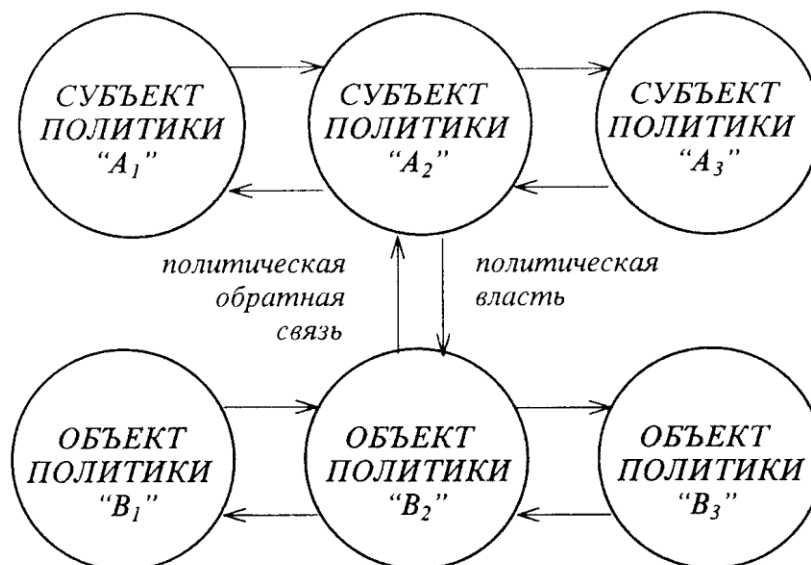 СУБЪЕКТ
ПОЛИТИКИ
“A₁”
СУБЪЕКТ
ПОЛИТИКИ
“A₂”
СУБЪЕКТ
ПОЛИТИКИ
“A₃”
политическая
обратная
связь
политическая
власть
ОБЪЕКТ
ПОЛИТИКИ
“B₁”
ОБЪЕКТ
ПОЛИТИКИ
“B₂”
ОБЪЕКТ
ПОЛИТИКИ
“B₃”